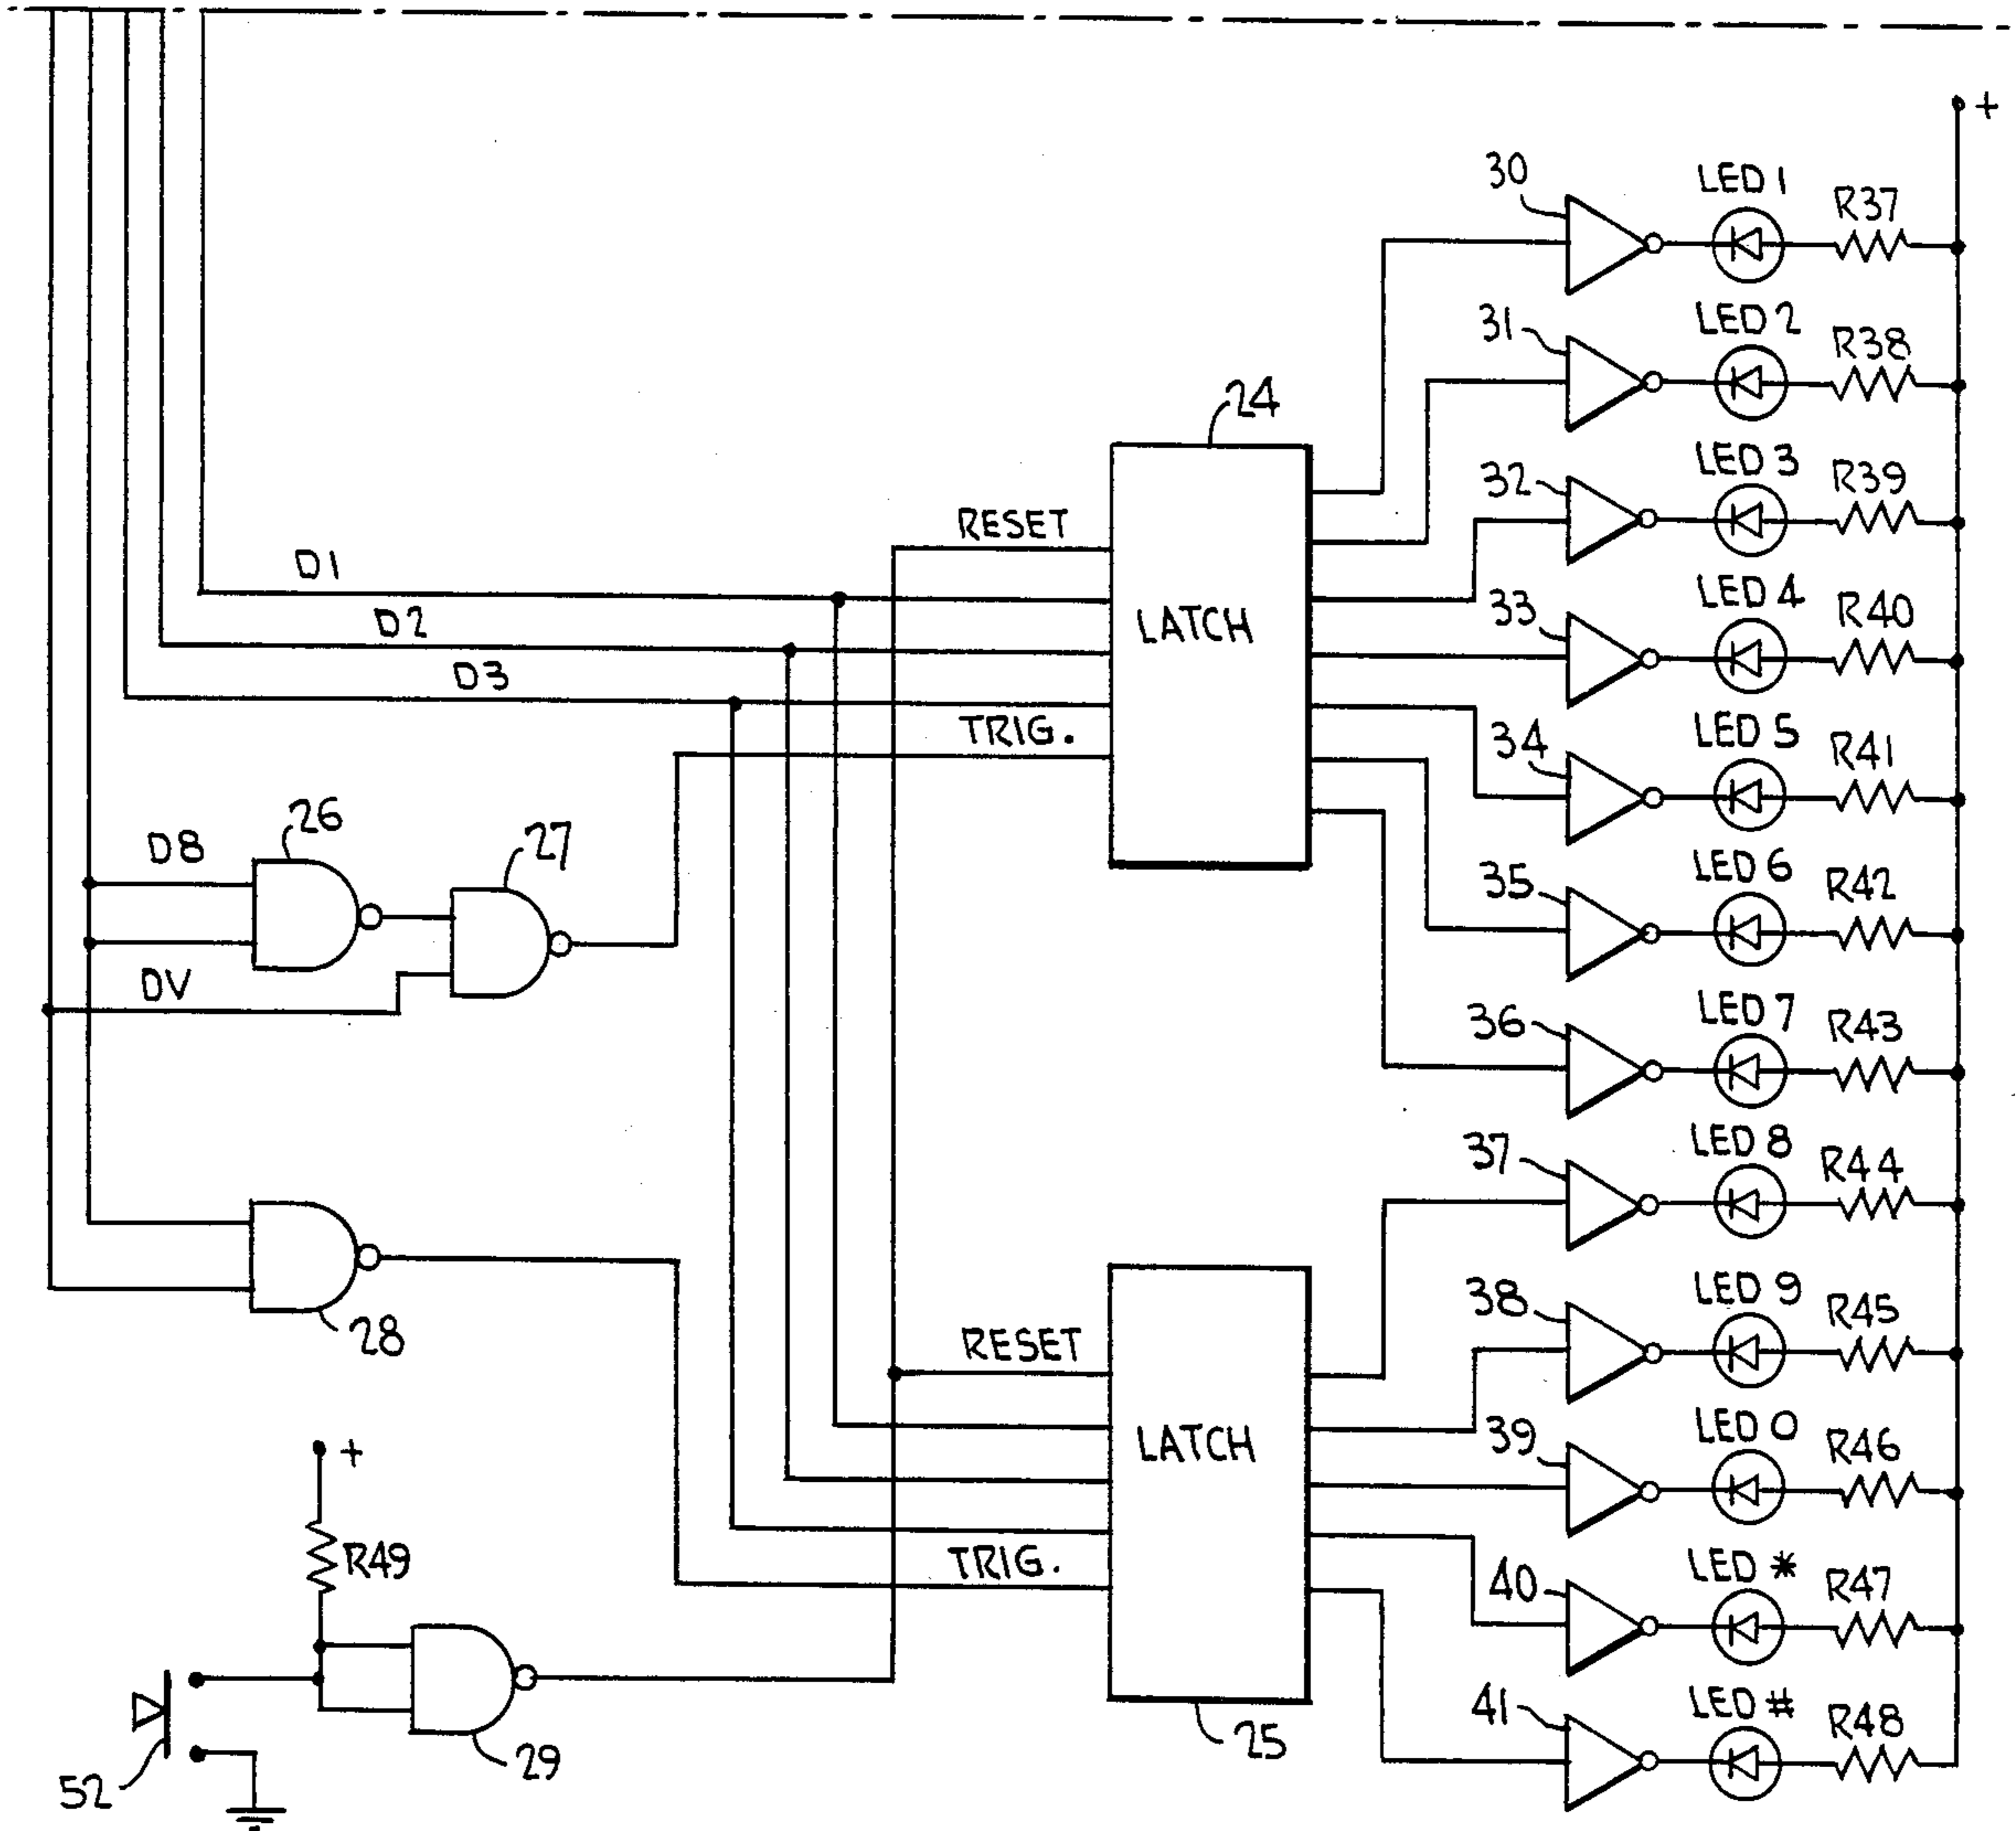 +
30
LED 1
R37
31
LED 2
R38
24
32
LED 3
R39
RESET
D1
33
LED 4
R40
D2
LATCH
D3
TRIG.
34
LED 5
R41
D8
26
27
35
LED 6
R42
DV
36
LED 7
R43
37
LED 8
R44
28
38
LED 9
R45
RESET
+
LATCH
39
LED 0
R46
R49
TRIG.
40
LED *
R47
41
LED #
R48
52
29
25